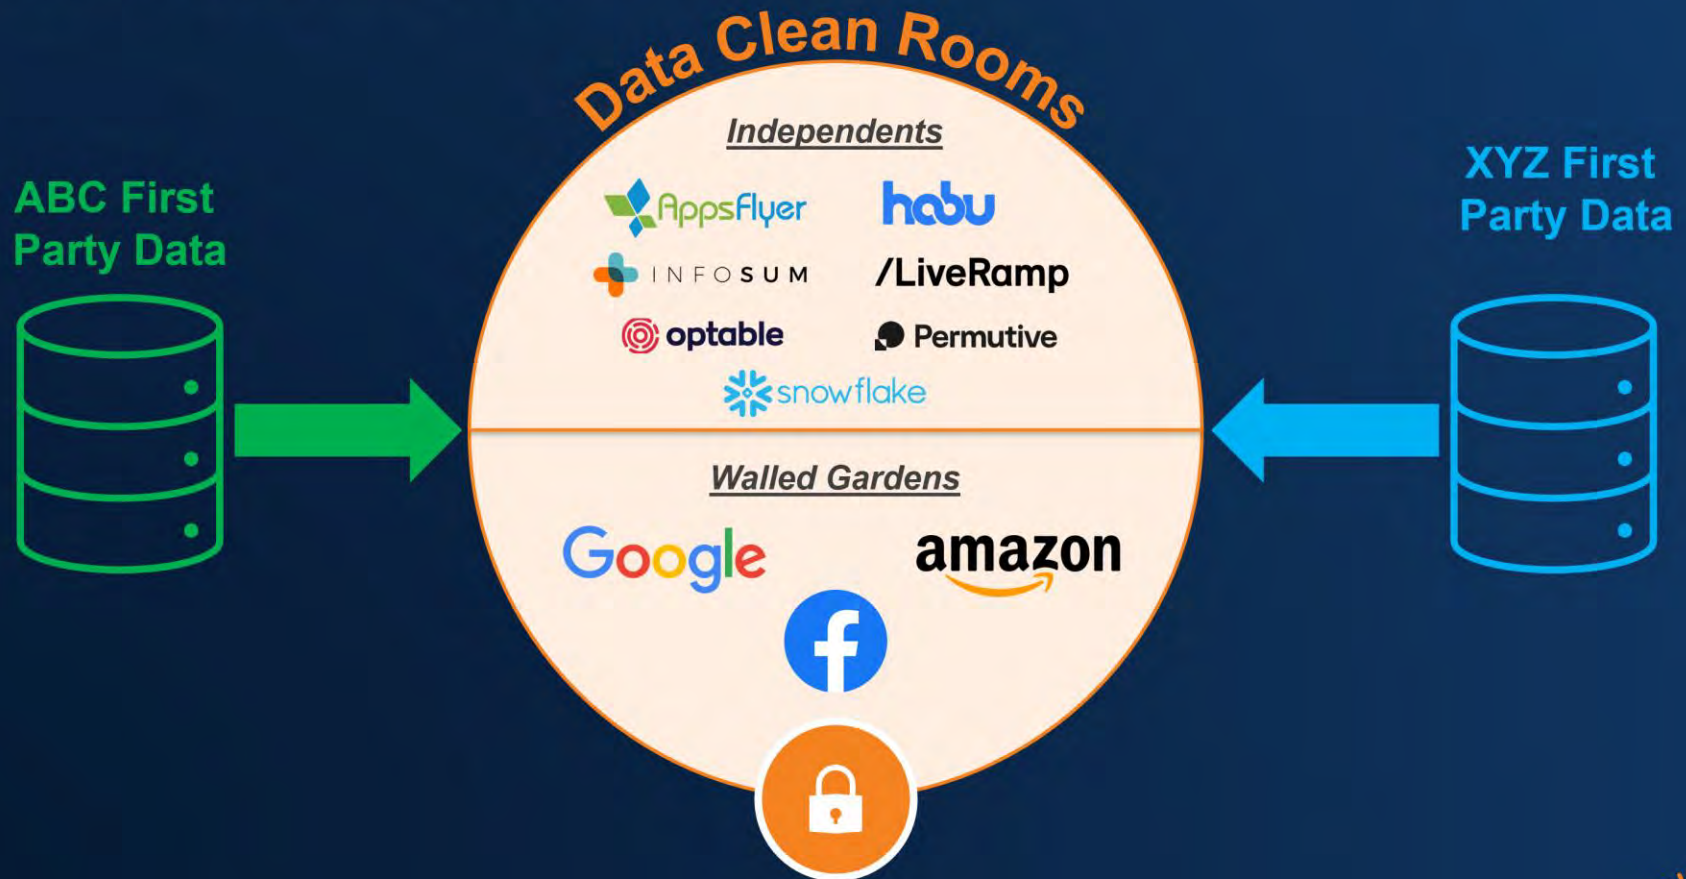 Data Clean Rooms
Independents
ABC First
Party Data
XYZ First
Party Data
AppsFlyer
habu
INFOSUM
/LiveRamp
optable
Permutive
snowflake
Walled Gardens
Google
amazon
f